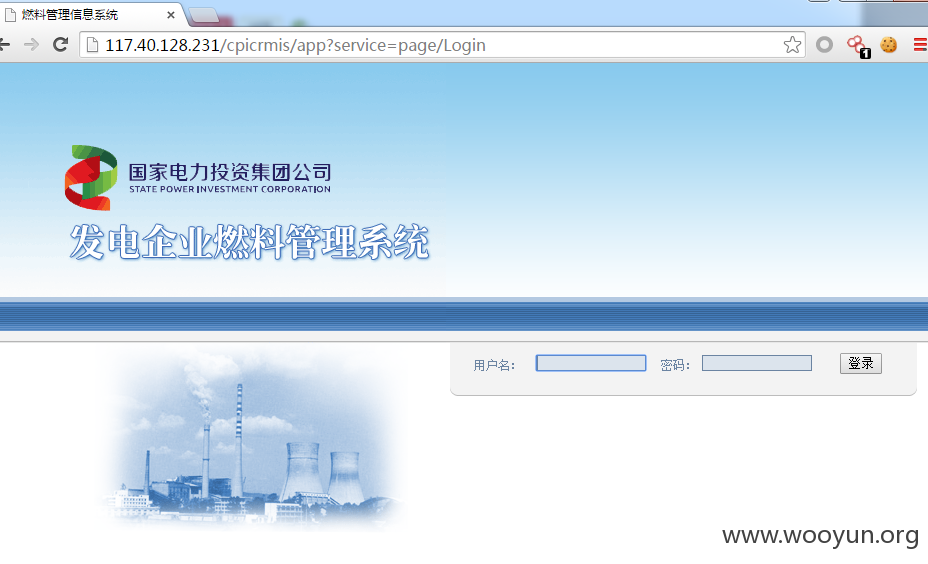 燃料管理信息系统
117.40.128.231/cpicrmis/app?service=page/Login
1
国家电力投资集团公司
STATE POWER INVESTMENT CORPORATION
发电企业燃料管理系统
用户名： 密码： 登录
www.wooyun.org